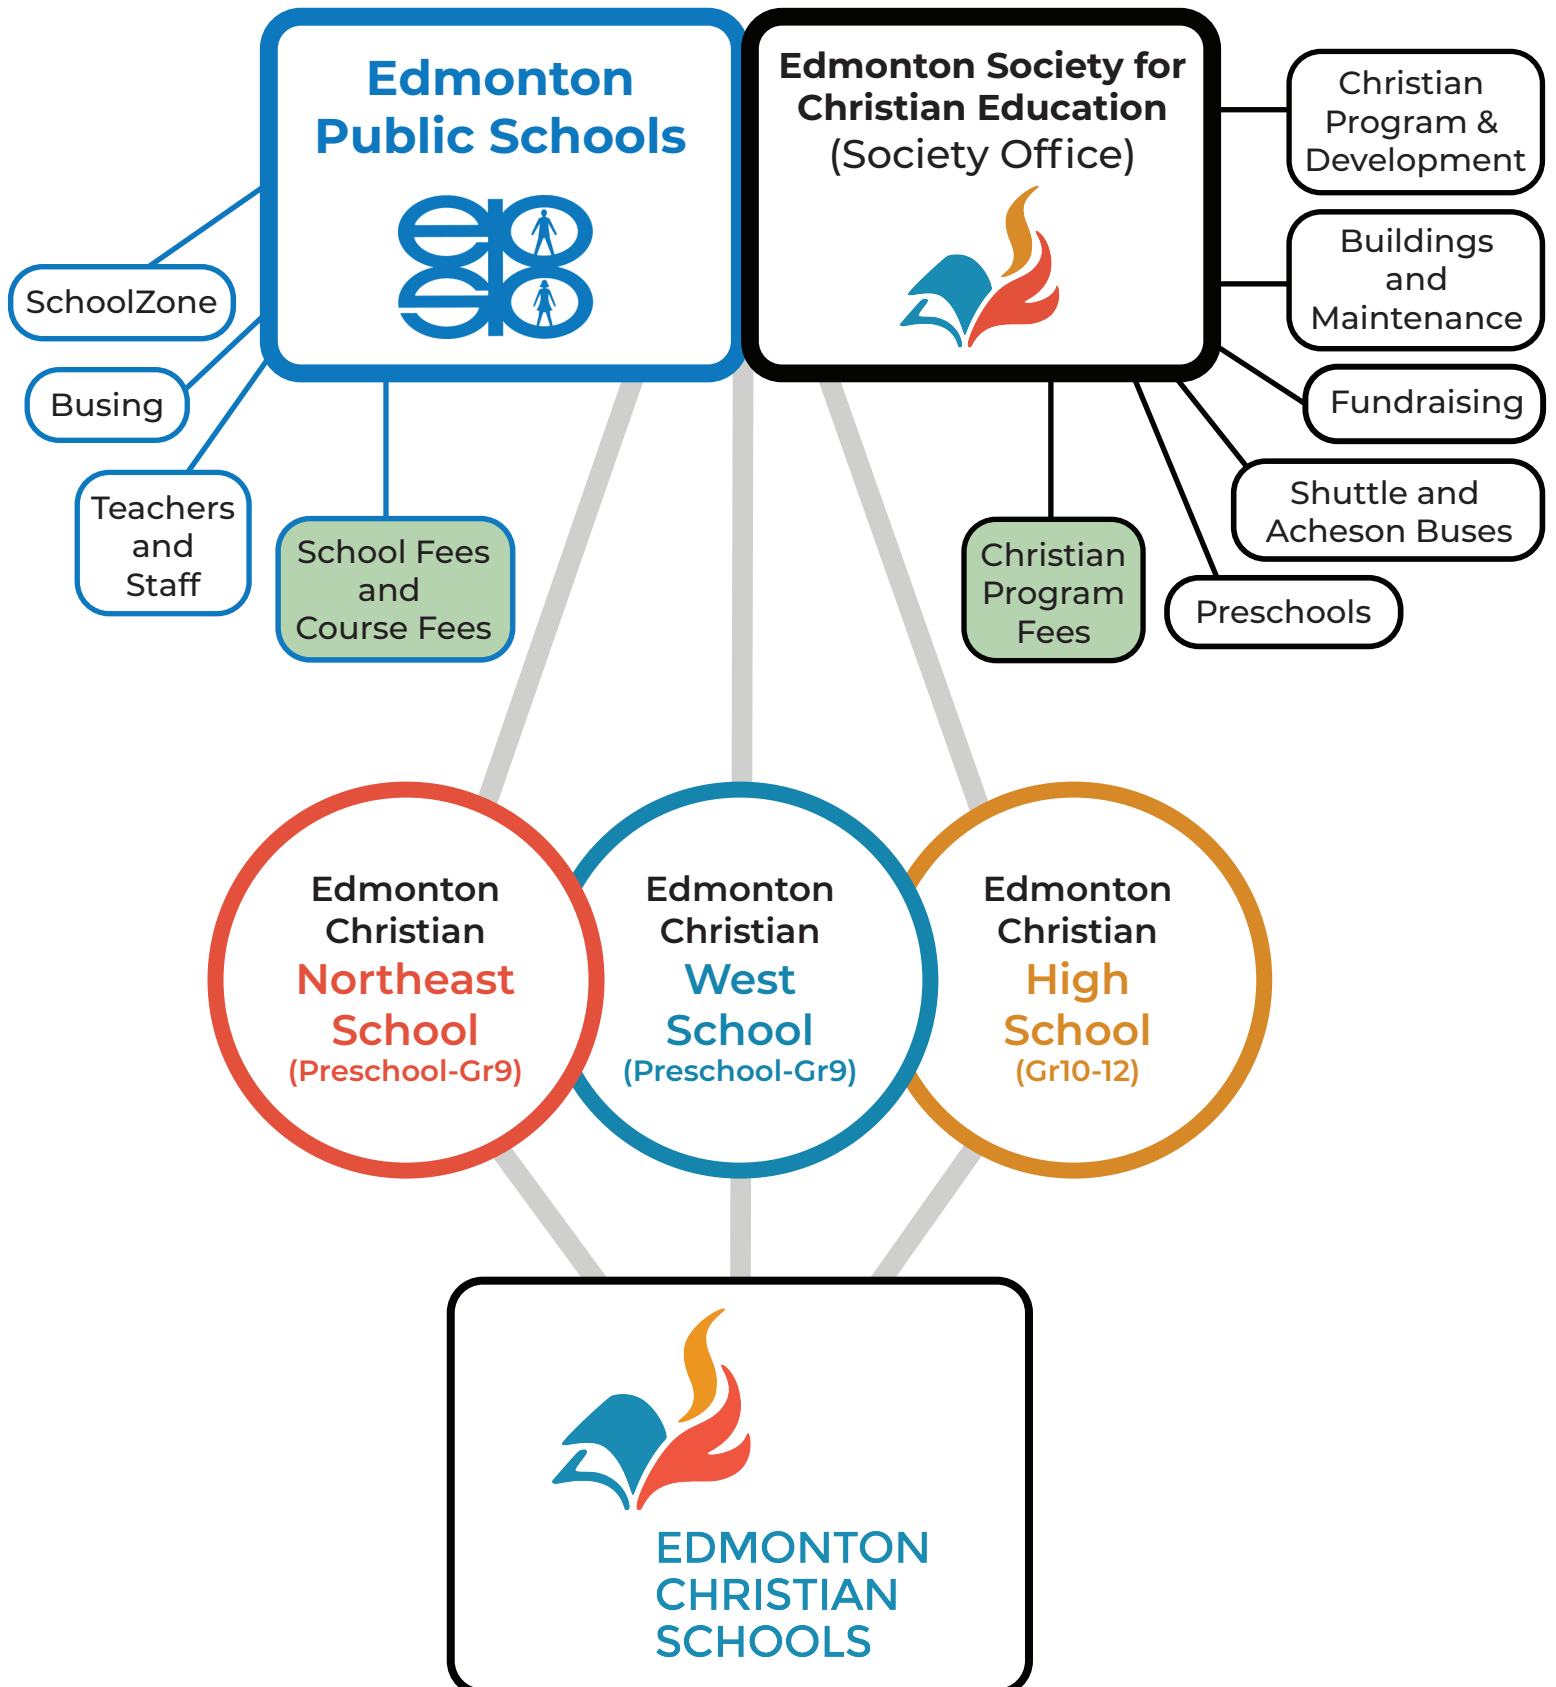 Edmonton
Public Schools
Edmonton Society for
Christian Education
(Society Office)
Christian
Program &
Development
Buildings
and
Maintenance
SchoolZone
Busing
Fundraising
Teachers
and
Staff
Shuttle and
Acheson Buses
School Fees
and
Course Fees
Christian
Program
Fees
Preschools
Edmonton
Christian
Northeast
School
(Preschool-Gr9)
Edmonton
Christian
West
School
(Preschool-Gr9)
Edmonton
Christian
High
School
(Gr10-12)
EDMONTON
CHRISTIAN
SCHOOLS